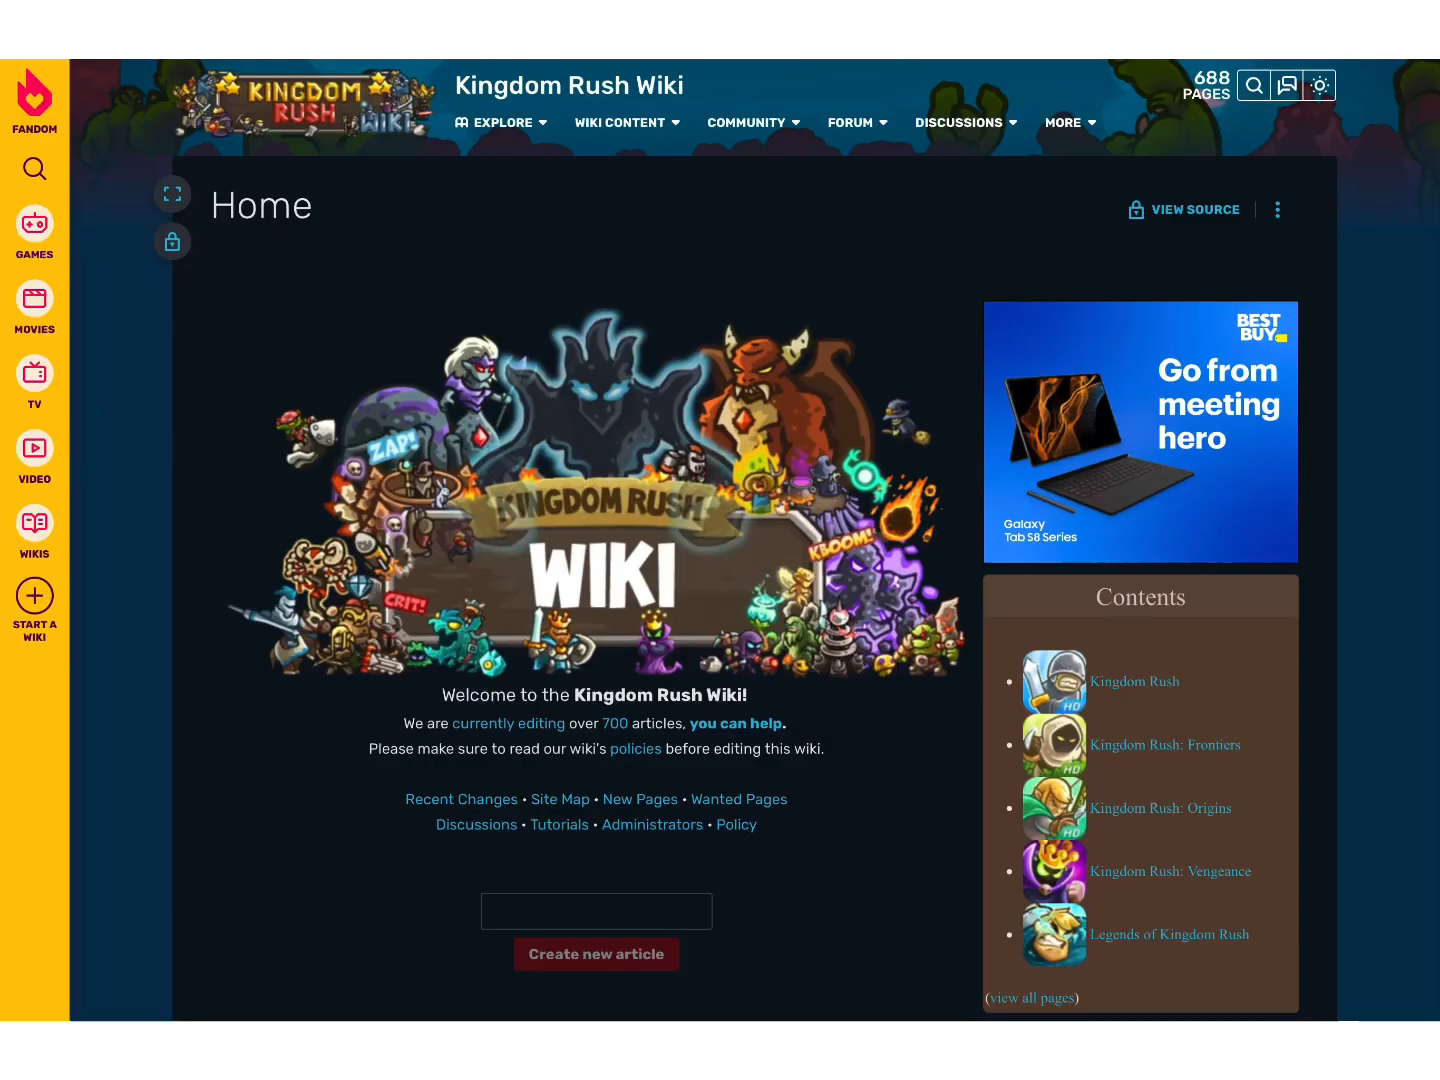 FANDOM
GAMES
MOVIES
TV
VIDEO
WIKIS
START A
WIKI
KINGDOM
RUSH
WIKI
Kingdom Rush Wiki
EXPLORE
WIKI CONTENT
COMMUNITY
FORUM
DISCUSSIONS
MORE
688
PAGES
Home
VIEW SOURCE
ZAP!
KINGDOM RUSH
WIKI
KBOOM!
CRIT!
Welcome to the Kingdom Rush Wiki!
We are currently editing over 700 articles, you can help.
Please make sure to read our wiki's policies before editing this wiki.
Recent Changes • Site Map • New Pages • Wanted Pages
Discussions • Tutorials • Administrators • Policy
Create new article
BEST
BUY
Go from
meeting
hero
Galaxy
Tab S8 Series
Contents
HD
Kingdom Rush
HD
Kingdom Rush: Frontiers
HD
Kingdom Rush: Origins
Kingdom Rush: Vengeance
Legends of Kingdom Rush
(view all pages)